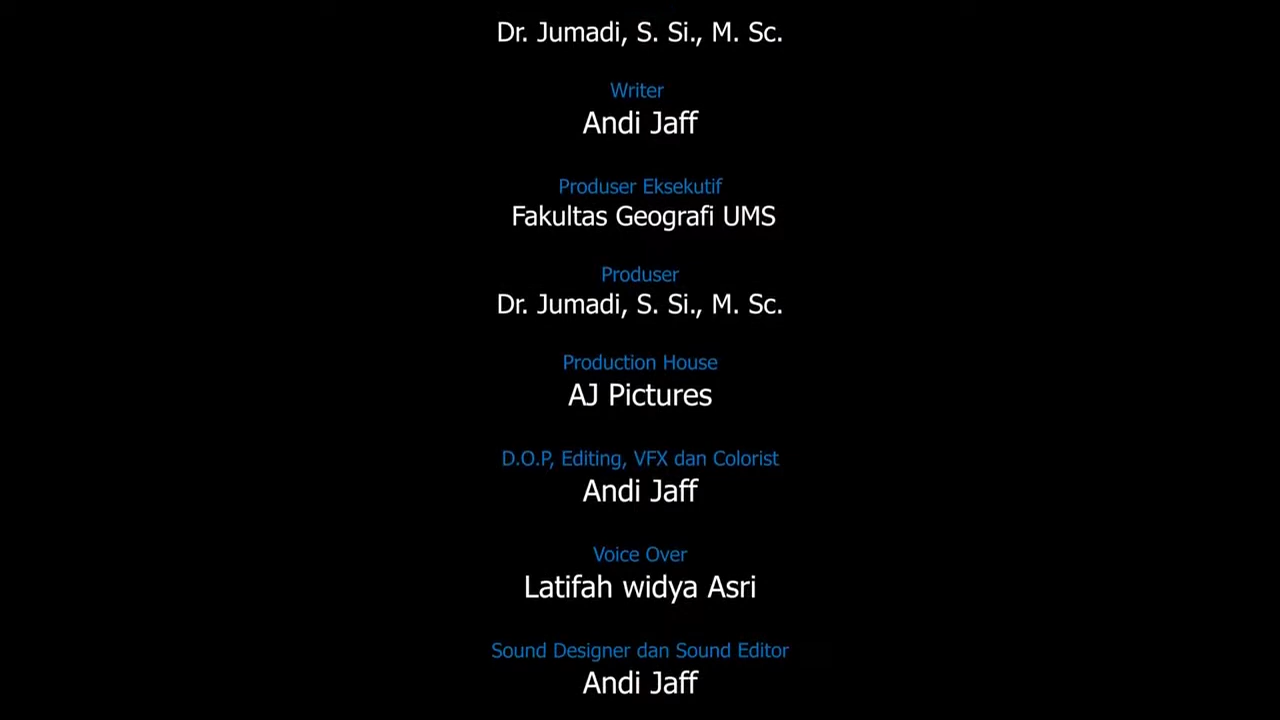 Dr. Jumadi, S. Si., M. Sc.
Writer
Andi Jaff
Produser Eksekutif
Fakultas Geografi UMS
Produser
Dr. Jumadi, S. Si., M. Sc.
Production House
AJ Pictures
D.O.P, Editing, VFX dan Colorist
Andi Jaff
Voice Over
Latifah widya Asri
Sound Designer dan Sound Editor
Andi Jaff